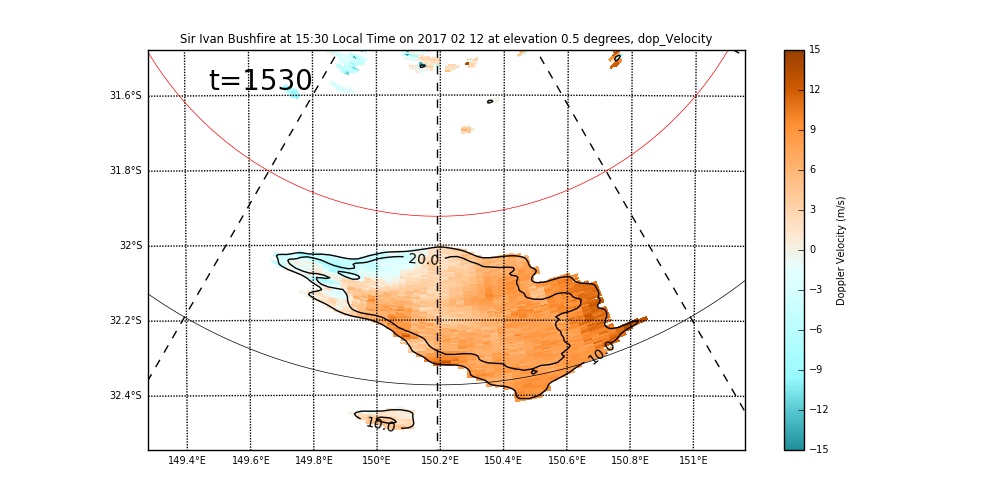 Sir Ivan Bushfire at 15:30 Local Time on 2017 02 12 at elevation 0.5 degrees, dop_Velocity
t=1530
31.6°S
31.8°S
32°S
32.2°S
32.4°S
20.0
10.0
10.0
149.4°E 149.6°E 149.8°E 150°E 150.2°E 150.4°E 150.6°E 150.8°E 151°E
15
12
9
6
3
0
−3
−6
−9
−12
−15
Doppler Velocity (m/s)